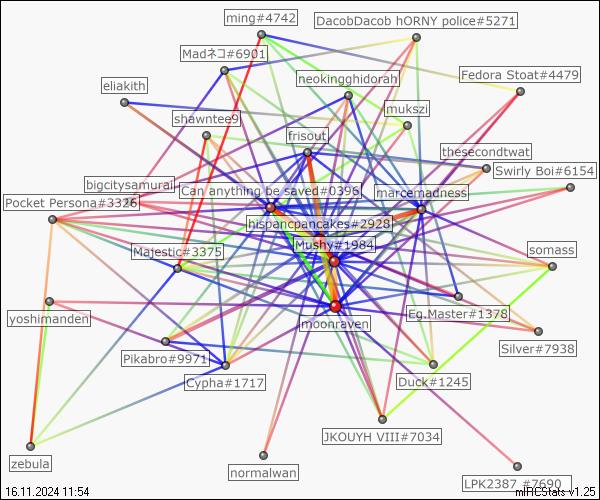 ming#4742
DacobDacob hORNY police#5271
Madネコ#6901
neokingghidorah
Fedora Stoat#4479
eliakith
mukszi
shawntee9
frisout
thesecondtwat
Swirly Boi#6154
bigcitysamurai
Can anything be saved#0396
marcemadness
Pocket Persona#3326
hispancpancakes#2928
Mushy#1984
Majestic#3375
somass
moonraven
Eg.Master#1378
yoshimanden
Silver#7938
Pikabro#9971
Cypha#1717
Duck#1245
JKOUYH VIII#7034
zebula
normalwan
LPK2387 #7690
16.11.2024 11:54
mIRCStats v1.25